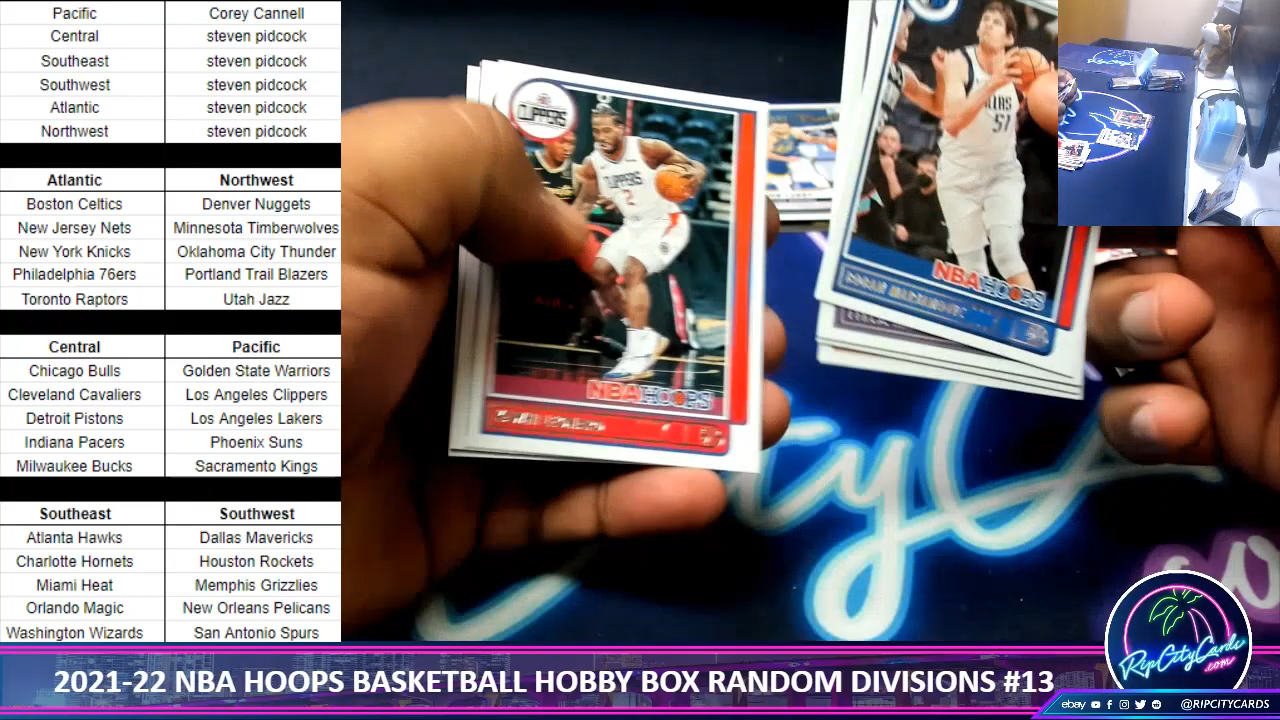 Pacific Corey Cannell
Central steven pidcock
Southeast steven pidcock
Southwest steven pidcock
Atlantic steven pidcock
Northwest steven pidcock
Atlantic Northwest
Boston Celtics Denver Nuggets
New Jersey Nets Minnesota Timberwolves
New York Knicks Oklahoma City Thunder
Philadelphia 76ers Portland Trail Blazers
Toronto Raptors Utah Jazz
Central Pacific
Chicago Bulls Golden State Warriors
Cleveland Cavaliers Los Angeles Clippers
Detroit Pistons Los Angeles Lakers
Indiana Pacers Phoenix Suns
Milwaukee Bucks Sacramento Kings
Southeast Southwest
Atlanta Hawks Dallas Mavericks
Charlotte Hornets Houston Rockets
Miami Heat Memphis Grizzlies
Orlando Magic New Orleans Pelicans
Washington Wizards San Antonio Spurs
CLIPPERS
CLIPPERS
2
NBA HOOPS
51
NBA HOOPS
RipCityCards
.com
2021-22 NBA HOOPS BASKETBALL HOBBY BOX RANDOM DIVISIONS #13
ebay @RIPCITYCARDS